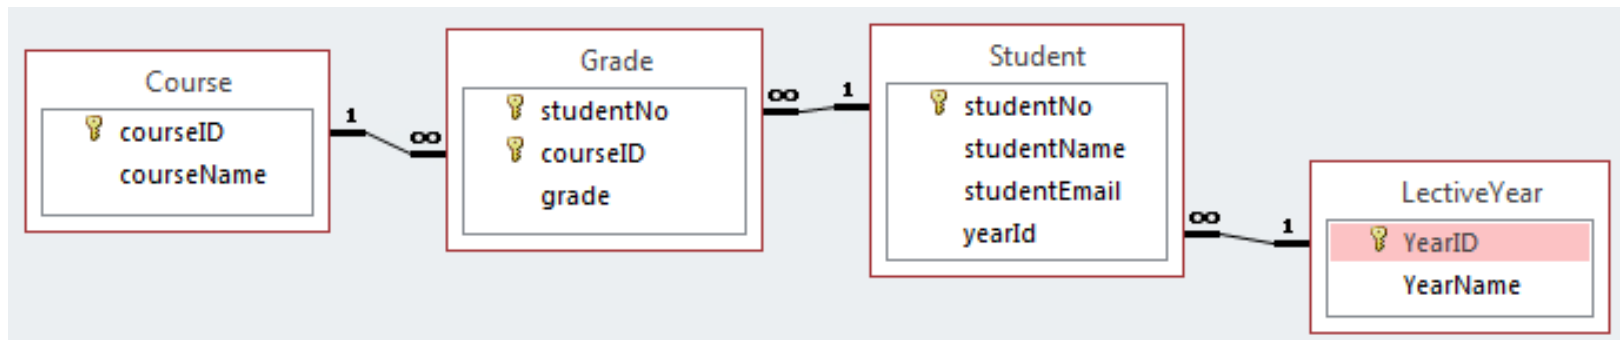 Course
courseID
courseName
1
∞
Grade
studentNo
courseID
grade
∞
1
Student
studentNo
studentName
studentEmail
yearId
∞
1
LectiveYear
YearID
YearName